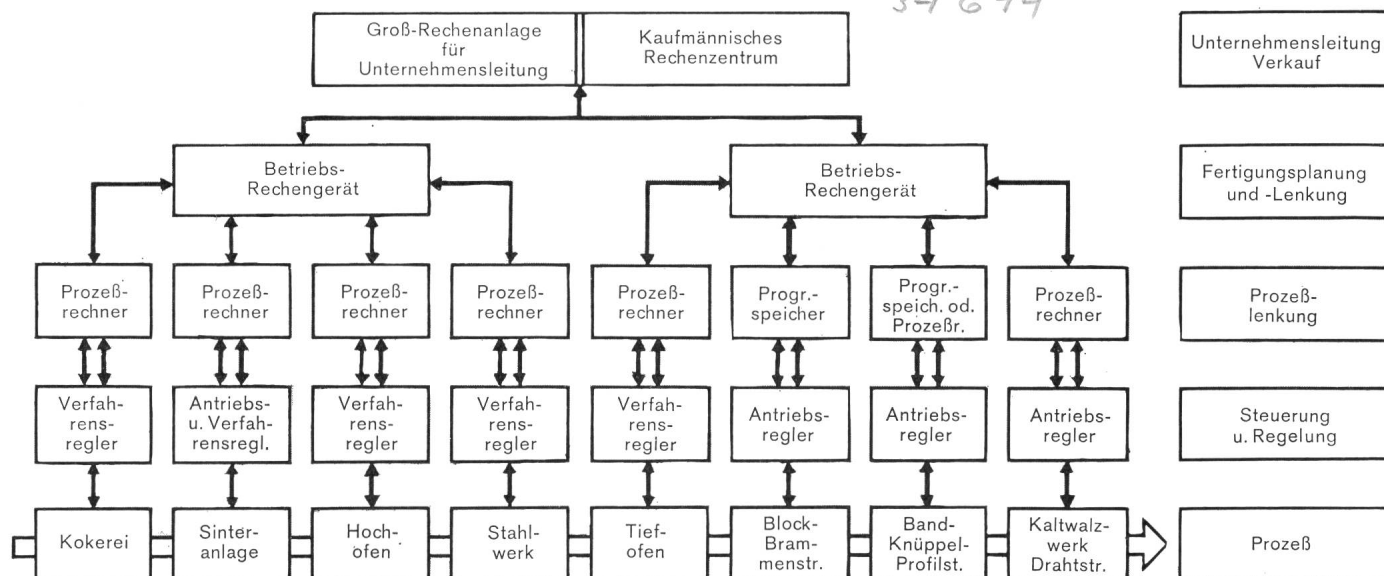 34 6 74
Groß-Rechenanlage
für
Unternehmensleitung
Kaufmännisches
Rechenzentrum
Unternehmensleitung
Verkauf
Betriebs-
Rechengerät
Betriebs-
Rechengerät
Fertigungsplanung
und -Lenkung
Prozeß-
rechner
Prozeß-
rechner
Prozeß-
rechner
Prozeß-
rechner
Prozeß-
rechner
Progr.-
speicher
Progr.-
speich. od.
Prozeßr.
Prozeß-
rechner
Prozeß-
lenkung
Verfah-
rens-
regler
Antriebs-
u. Verfah-
rensregl.
Verfah-
rens-
regler
Verfah-
rens-
regler
Verfah-
rens-
regler
Antriebs-
regler
Antriebs-
regler
Antriebs-
regler
Steuerung
u. Regelung
Kokerei
Sinter-
anlage
Hoch-
öfen
Stahl-
werk
Tief-
ofen
Block-
Bram-
menstr.
Band-
Knüppel-
Profilst.
Kaltwalz-
werk
Drahtstr.
Prozeß